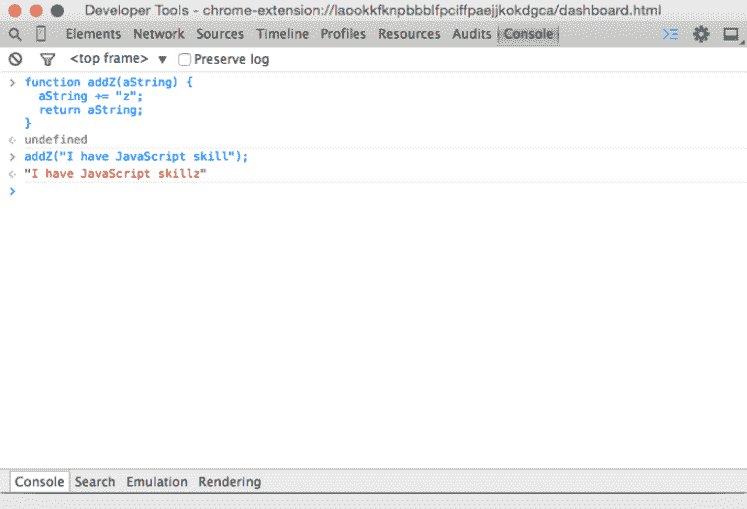 Developer Tools - chrome-extension://laookkfknpbbblfpciffpaejjkokdgca/dashboard.html
Elements Network Sources Timeline Profiles Resources Audits Console
<top frame> ▼ Preserve log
> function addZ(aString) {
aString += "z";
return aString;
}
undefined
> addZ("I have JavaScript skill");
"I have JavaScript skillz"
>
Console Search Emulation Rendering